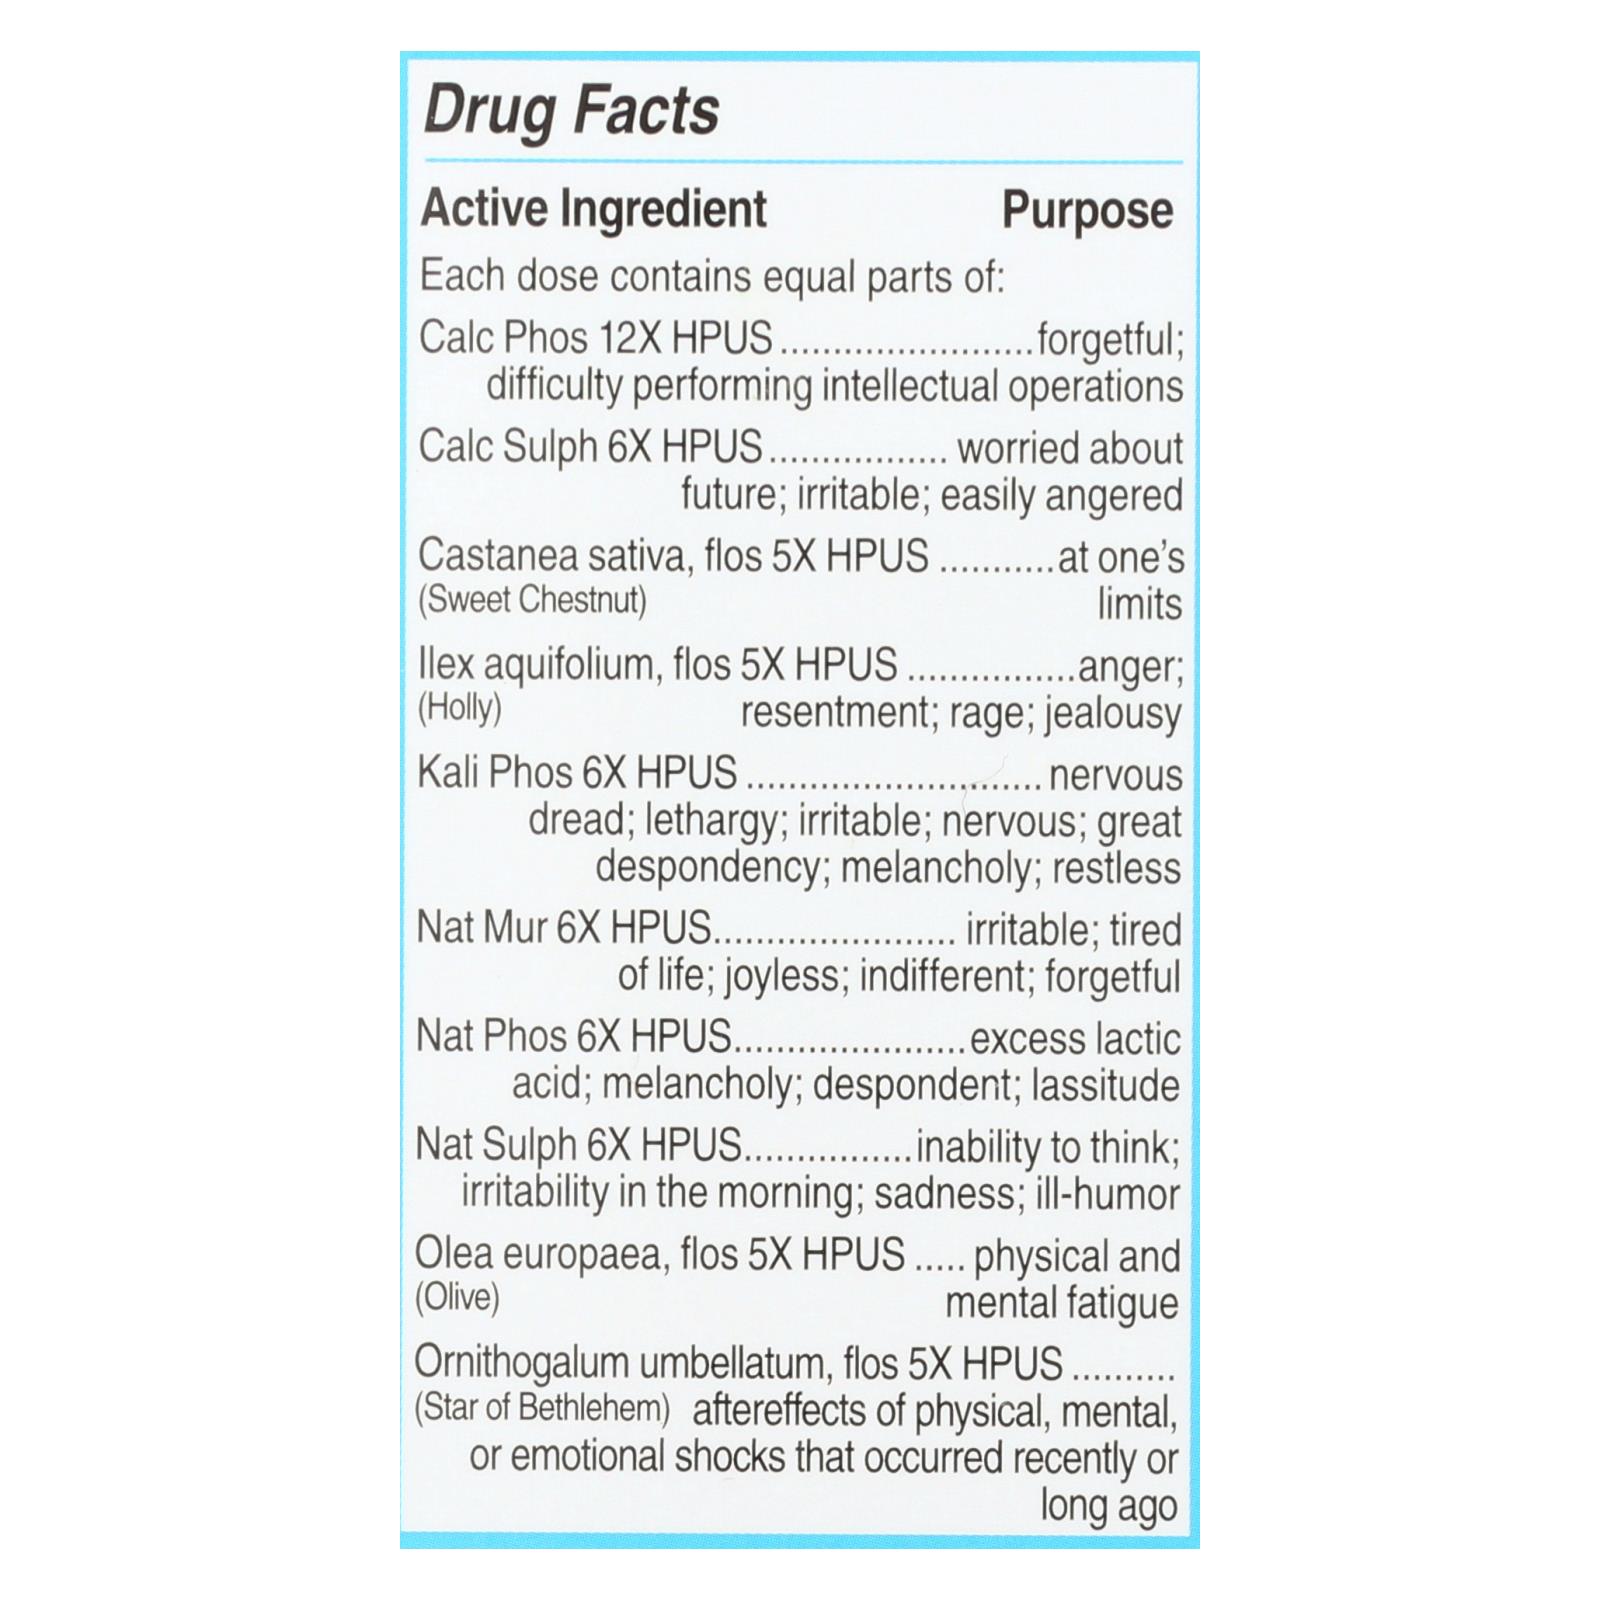 Drug Facts
Active Ingredient Purpose
Each dose contains equal parts of:
Calc Phos 12X HPUS........................forgetful;
difficulty performing intellectual operations
Calc Sulph 6X HPUS................. worried about
future; irritable; easily angered
Castanea sativa, flos 5X HPUS ...........at one's
(Sweet Chestnut) limits
Ilex aquifolium, flos 5X HPUS ................anger;
(Holly) resentment; rage; jealousy
Kali Phos 6X HPUS ............................ nervous
dread; lethargy; irritable; nervous; great
despondency; melancholy; restless
Nat Mur 6X HPUS....................... irritable; tired
of life; joyless; indifferent; forgetful
Nat Phos 6X HPUS......................excess lactic
acid; melancholy; despondent; lassitude
Nat Sulph 6X HPUS................inability to think;
irritability in the morning; sadness; ill-humor
Olea europaea, flos 5X HPUS ..... physical and
(Olive) mental fatigue
Ornithogalum umbellatum, flos 5X HPUS ..........
(Star of Bethlehem) aftereffects of physical, mental,
or emotional shocks that occurred recently or
long ago